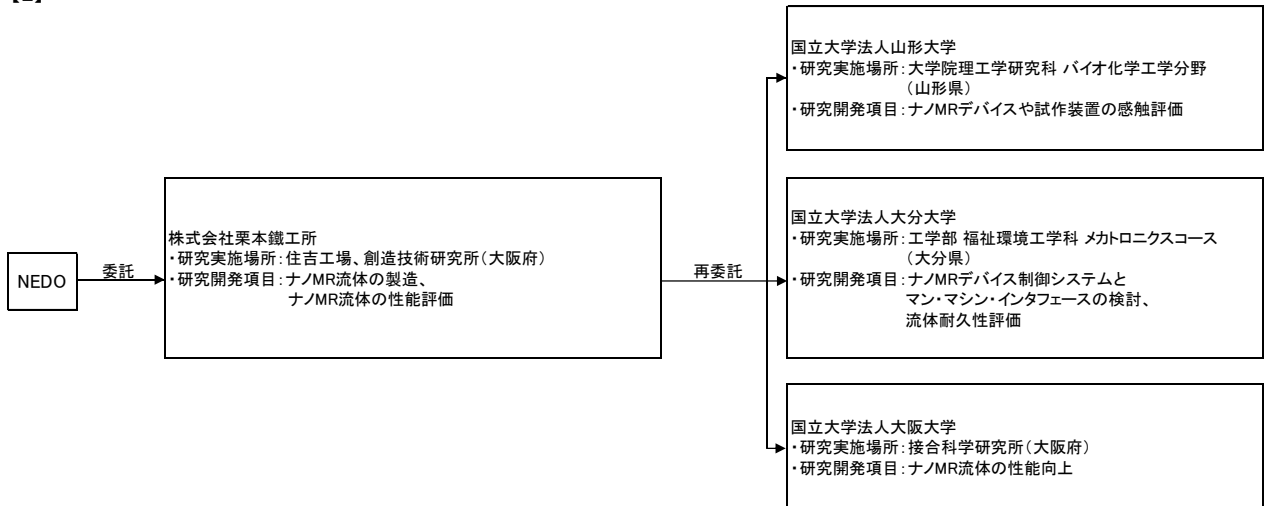 NEDO
委託
株式会社栗本鐵工所
・研究実施場所：住吉工場、創造技術研究所（大阪府）
・研究開発項目：ナノMR流体の製造、
ナノMR流体の性能評価
再委託
国立大学法人山形大学
・研究実施場所：大学院理工学研究科 バイオ化学工学分野
（山形県）
・研究開発項目：ナノMRデバイスや試作装置の感触評価
国立大学法人大分大学
・研究実施場所：工学部 福祉環境工学科 メカトロニクスコース
（大分県）
・研究開発項目：ナノMRデバイス制御システムと
マン・マシン・インタフェースの検討、
流体耐久性評価
国立大学法人大阪大学
・研究実施場所：接合科学研究所（大阪府）
・研究開発項目：ナノMR流体の性能向上